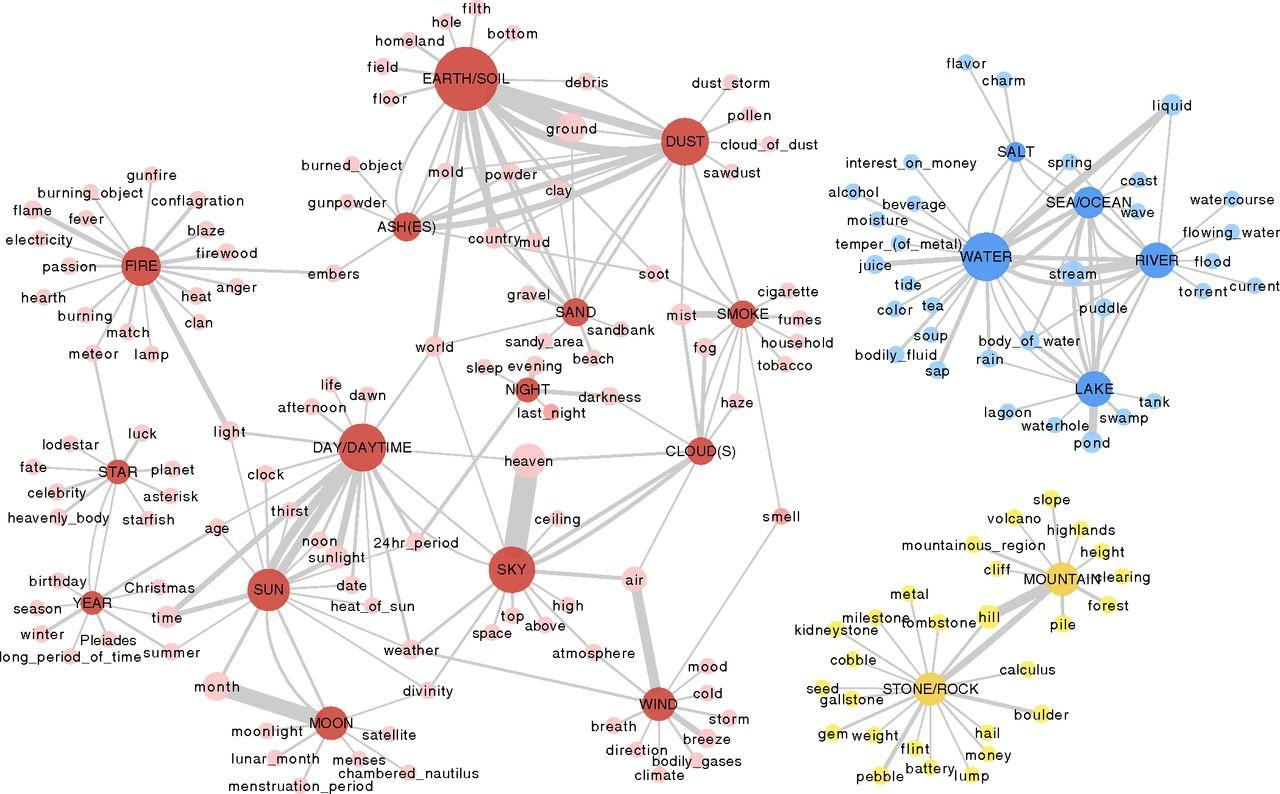 filth
hole
bottom
homeland
field
EARTH/SOIL
floor
debris
ground
dust_storm
pollen
DUST
cloud_of_dust
sawdust
burned_object
mold
powder
clay
gunpowder
ASH(ES)
country
mud
embers
soot
gunfire
burning_object
conflagration
flame
fever
blaze
electricity
firewood
passion
FIRE
anger
hearth
heat
burning
clan
match
meteor
lamp
gravel
SAND
sandbank
sandy_area
beach
mist
SMOKE
cigarette
fumes
household
tobacco
fog
haze
world
sleep
evening
NIGHT
last_night
darkness
life
dawn
afternoon
light
DAY/DAYTIME
heaven
CLOUD(S)
luck
lodestar
fate
STAR
planet
celebrity
asterisk
heavenly_body
starfish
clock
thirst
age
noon
sunlight
24hr_period
ceiling
smell
SKY
air
birthday
Christmas
SUN
date
heat_of_sun
season
YEAR
time
winter
Pleiades
long_period_of_time
summer
high
top
above
space
weather
atmosphere
month
divinity
moonlight
MOON
satellite
lunar_month
menses
chambered_nautilus
menstruation_period
mood
cold
WIND
storm
breath
breeze
direction
bodily_gases
climate
flavor
charm
liquid
SALT
interest_on_money
spring
alcohol
coast
beverage
SEA/OCEAN
wave
watercourse
moisture
flowing_water
temper_(of_metal)
WATER
RIVER
flood
juice
stream
torrent
current
tide
color
tea
puddle
soup
body_of_water
bodily_fluid
rain
sap
LAKE
tank
lagoon
swamp
waterhole
pond
slope
volcano
highlands
mountainous_region
height
cliff
MOUNTAIN
clearing
forest
metal
milestone
tombstone
hill
pile
kidneystone
cobble
calculus
seed
STONE/ROCK
gallstone
boulder
gem
weight
hail
flint
money
pebble
battery
lump